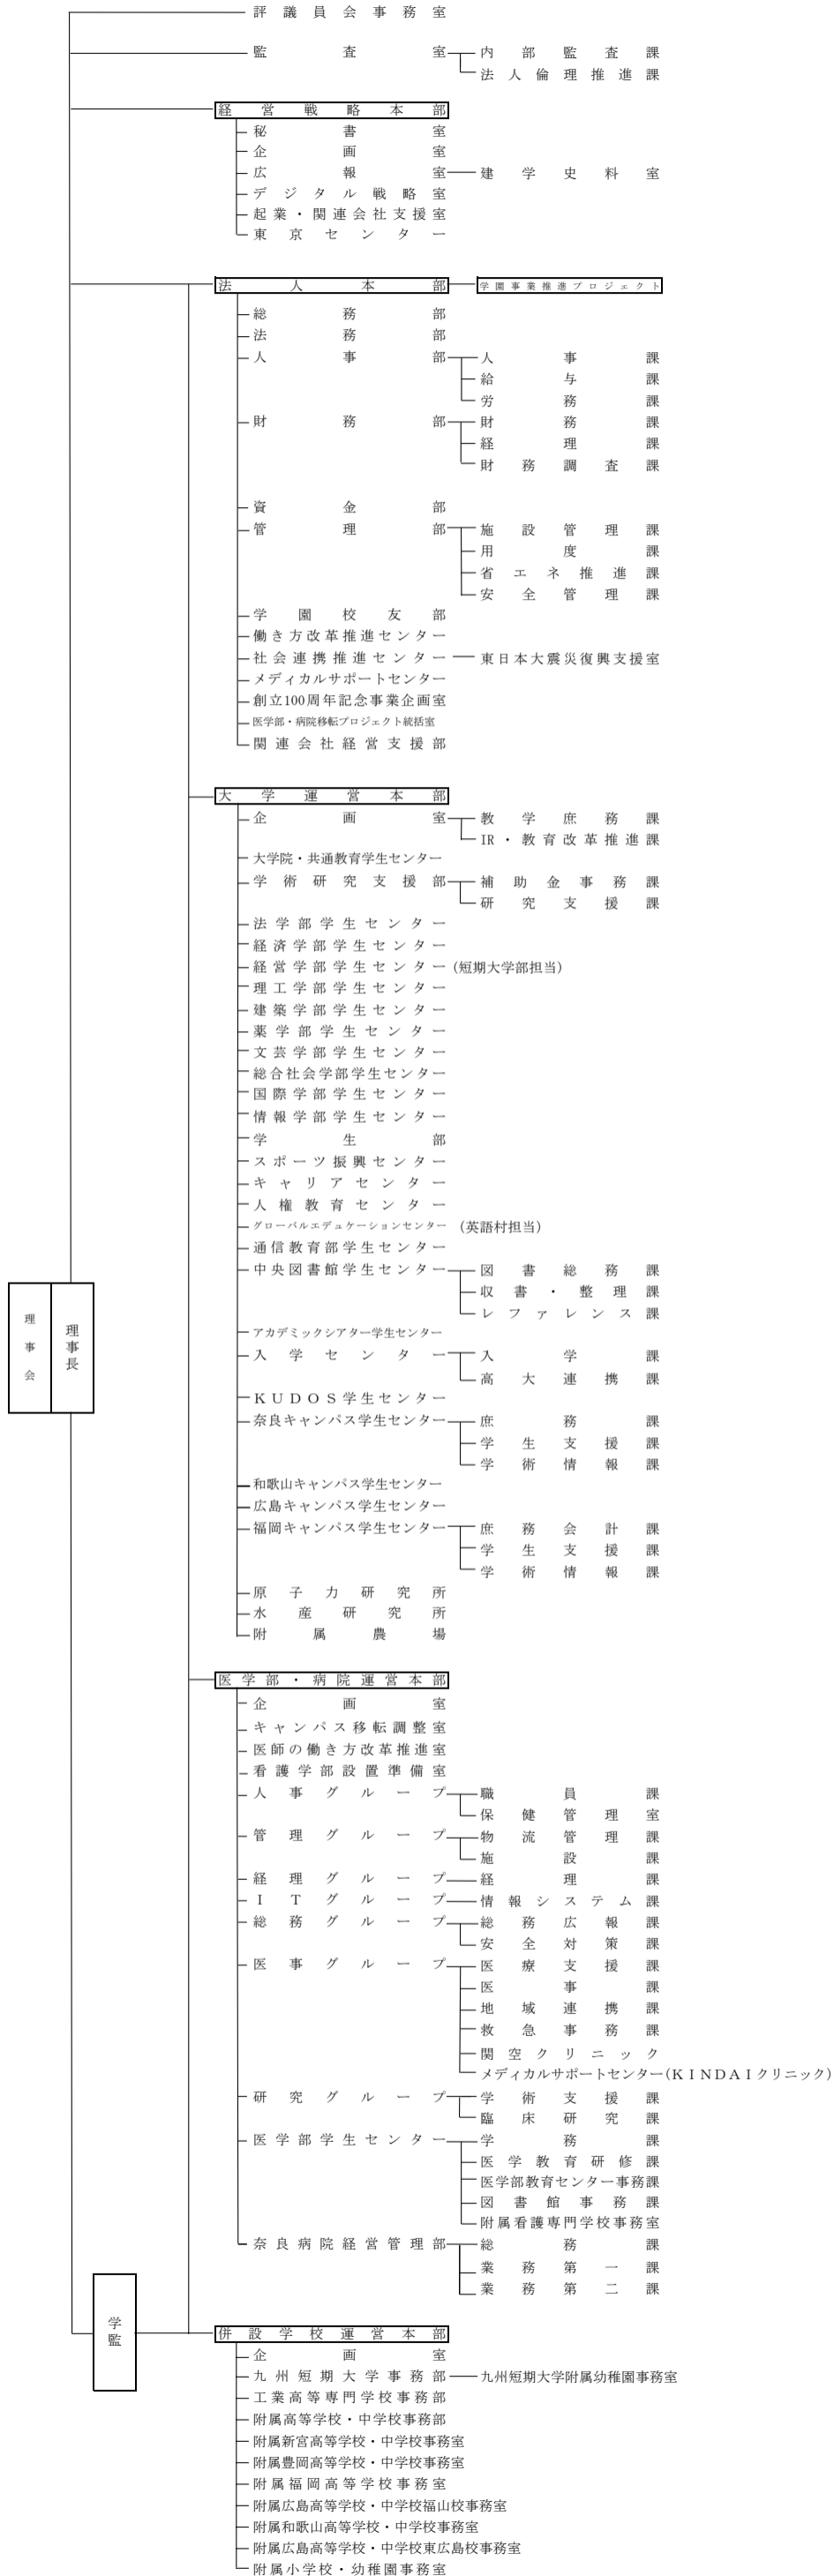 評議員会事務室
監査室 内部監査課
法人倫理推進課
経営戦略本部
秘書室
企画室
広報室 建学史料室
デジタル戦略室
起業・関連会社支援室
東京センター
法人本部 学園事業推進プロジェクト
総務部
法務部
人事部 人事課
給与課
労務課
財務部 財務課
経理課
財務調査課
資金部
管理部 施設管理課
用度課
省エネ推進課
安全管理課
学園校友部
働き方改革推進センター
社会連携推進センター 東日本大震災復興支援室
メディカルサポートセンター
創立100周年記念事業企画室
医学部・病院移転プロジェクト統括室
関連会社経営支援部
大学運営本部
企画室 教学庶務課
IR・教育改革推進課
大学院・共通教育学生センター
学術研究支援部 補助金事務課
研究支援課
法学部学生センター
経済学部学生センター
経営学部学生センター (短期大学部担当)
理工学部学生センター
建築学部学生センター
薬学部学生センター
文芸学部学生センター
総合社会学部学生センター
国際学部学生センター
情報学部学生センター
学生部
スポーツ振興センター
キャリアセンター
人権教育センター
グローバルエデュケーションセンター (英語村担当)
通信教育部学生センター
中央図書館学生センター 図書総務課
収書・整理課
レファレンス課
理事会
理事長
アカデミックシアター学生センター
入学センター 入学課
高大連携課
KUDOS学生センター
奈良キャンパス学生センター 庶務課
学生支援課
学術情報課
和歌山キャンパス学生センター
広島キャンパス学生センター
福岡キャンパス学生センター 庶務会計課
学生支援課
学術情報課
原子力研究所
水産研究所
附属農場
医学部・病院運営本部
企画室
キャンパス移転調整室
医師の働き方改革推進室
看護学部設置準備室
人事グループ 職員課
保健管理室
管理グループ 物流管理課
施設課
経理グループ 経理課
ITグループ 情報システム課
総務グループ 総務広報課
安全対策課
医事グループ 医療支援課
医事課
地域連携課
救急事務課
関空クリニック
メディカルサポートセンター(KINDAIクリニック)
研究グループ 学術支援課
臨床研究課
医学部学生センター 学務課
医学教育研修課
医学部教育センター事務課
図書館事務課
附属看護専門学校事務室
奈良病院経営管理部 総務課
業務第一課
業務第二課
学監
併設学校運営本部
企画室
九州短期大学事務部 九州短期大学附属幼稚園事務室
工業高等専門学校事務部
附属高等学校・中学校事務部
附属新宮高等学校・中学校事務室
附属豊岡高等学校・中学校事務室
附属福岡高等学校事務室
附属広島高等学校・中学校福山校事務室
附属和歌山高等学校・中学校事務室
附属広島高等学校・中学校東広島校事務室
附属小学校・幼稚園事務室